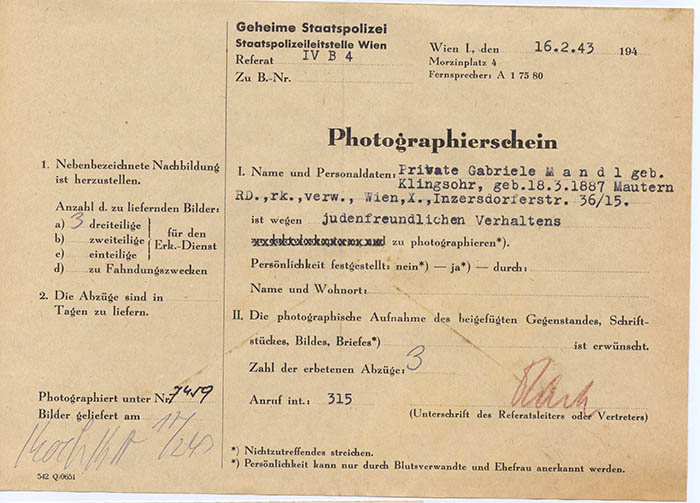 Geheime Staatspolizei
Staatspolizeileitstelle Wien
Referat IV B 4
Zu B.-Nr.
Wien I., den 16.2.43 194
Morzinplatz 4
Fernsprecher: A 1 75 80
Photographierschein
1. Nebenbezeichnete Nachbildung
ist herzustellen.
Anzahl d. zu liefernden Bilder:
a) 3 dreiteilige
b) zweiteilige
c) einteilige
für den
Erk.-Dienst
d) zu Fahndungszwecken
2. Die Abzüge sind in
Tagen zu liefern.
Photographiert unter Nr. 7459
Bilder geliefert am
17/2 43
542 Q/0651
I. Name und Personaldaten: Private Gabriele M a n d l geb.
Klingsohr, geb.18.3.1887 Mautern
RD.,rk.,verw., Wien,X.,Inzersdorferstr. 36/15.
ist wegen judenfreundlichen Verhaltens
zu photographieren*).
Persönlichkeit festgestellt: nein*) — ja*) — durch:
Name und Wohnort:
II. Die photographische Aufnahme des beigefügten Gegenstandes, Schrift-
stückes, Bildes, Briefes*) ist erwünscht.
Zahl der erbetenen Abzüge: 3
Anruf int.: 315
(Unterschrift des Referatsleiters oder Vertreters)
*) Nichtzutreffendes streichen.
*) Persönlichkeit kann nur durch Blutsverwandte und Ehefrau anerkannt werden.